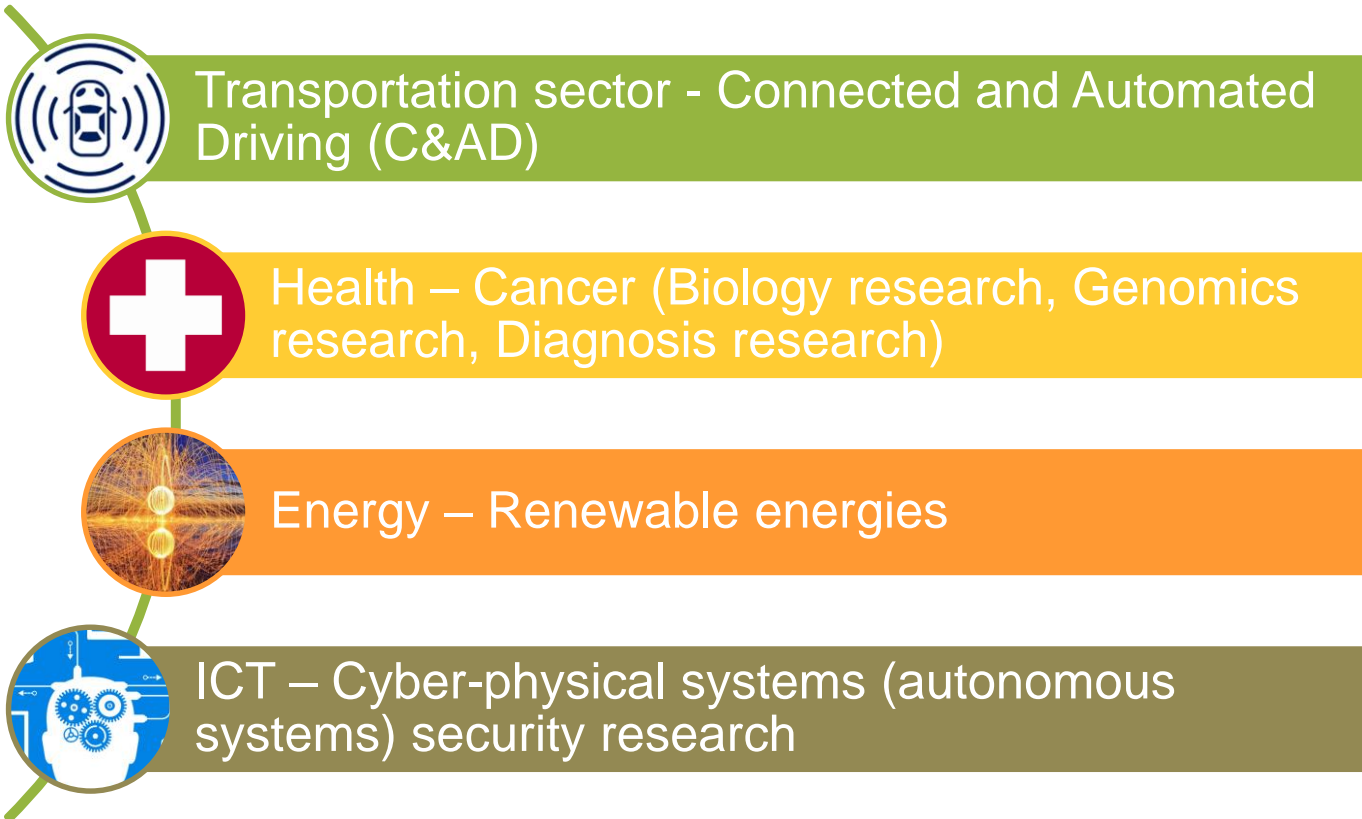 Transportation sector - Connected and Automated
Driving (C&AD)
Health – Cancer (Biology research, Genomics
research, Diagnosis research)
Energy – Renewable energies
ICT – Cyber-physical systems (autonomous
systems) security research